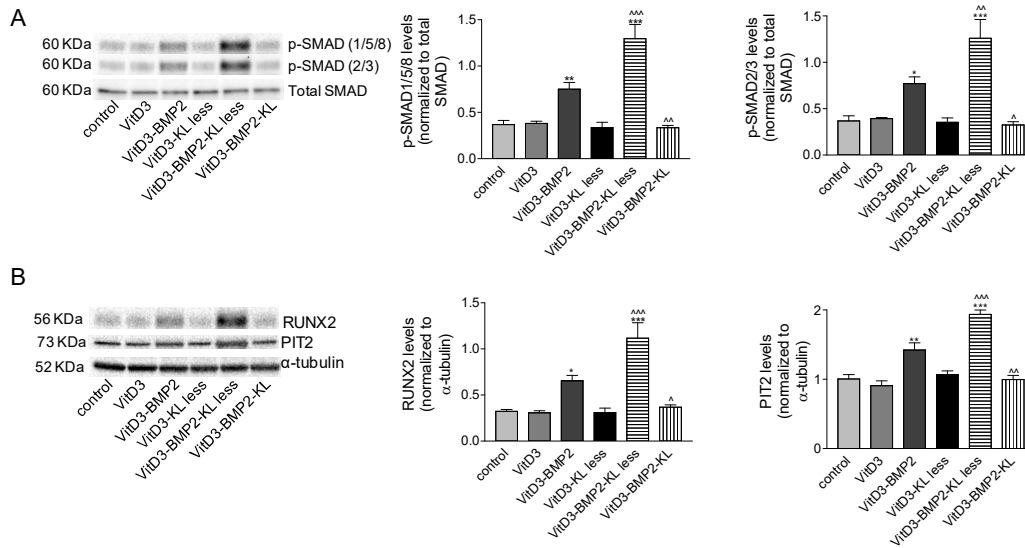 A
60 KDa
p-SMAD (1/5/8)
60 KDa
p-SMAD (2/3)
60 KDa
Total SMAD
control
VitD3
VitD3-BMP2
VitD3-KL less
VitD3-BMP2-KL less
VitD3-BMP2-KL
p-SMAD1/5/8 levels
(normalized to total
SMAD)
1.5
1.0
0.5
0.0
**
^^^
***
^^
control
VitD3
VitD3-BMP2
VitD3-KL less
VitD3-BMP2-KL less
VitD3-BMP2-KL
p-SMAD2/3 levels
(normalized to total
SMAD)
1.5
1.0
0.5
0.0
*
^^
***
^
control
VitD3
VitD3-BMP2
VitD3-KL less
VitD3-BMP2-KL less
VitD3-BMP2-KL
B
56 KDa
RUNX2
73 KDa
PIT2
52 KDa
α-tubulin
control
VitD3
VitD3-BMP2
VitD3-KL less
VitD3-BMP2-KL less
VitD3-BMP2-KL
RUNX2 levels
(normalized to
α-tubulin)
1.5
1.0
0.5
0.0
*
^^^
***
^
control
VitD3
VitD3-BMP2
VitD3-KL less
VitD3-BMP2-KL less
VitD3-BMP2-KL
PIT2 levels
(normalized to
α-tubulin)
2
1
0
**
^^^
***
^^
control
VitD3
VitD3-BMP2
VitD3-KL less
VitD3-BMP2-KL less
VitD3-BMP2-KL